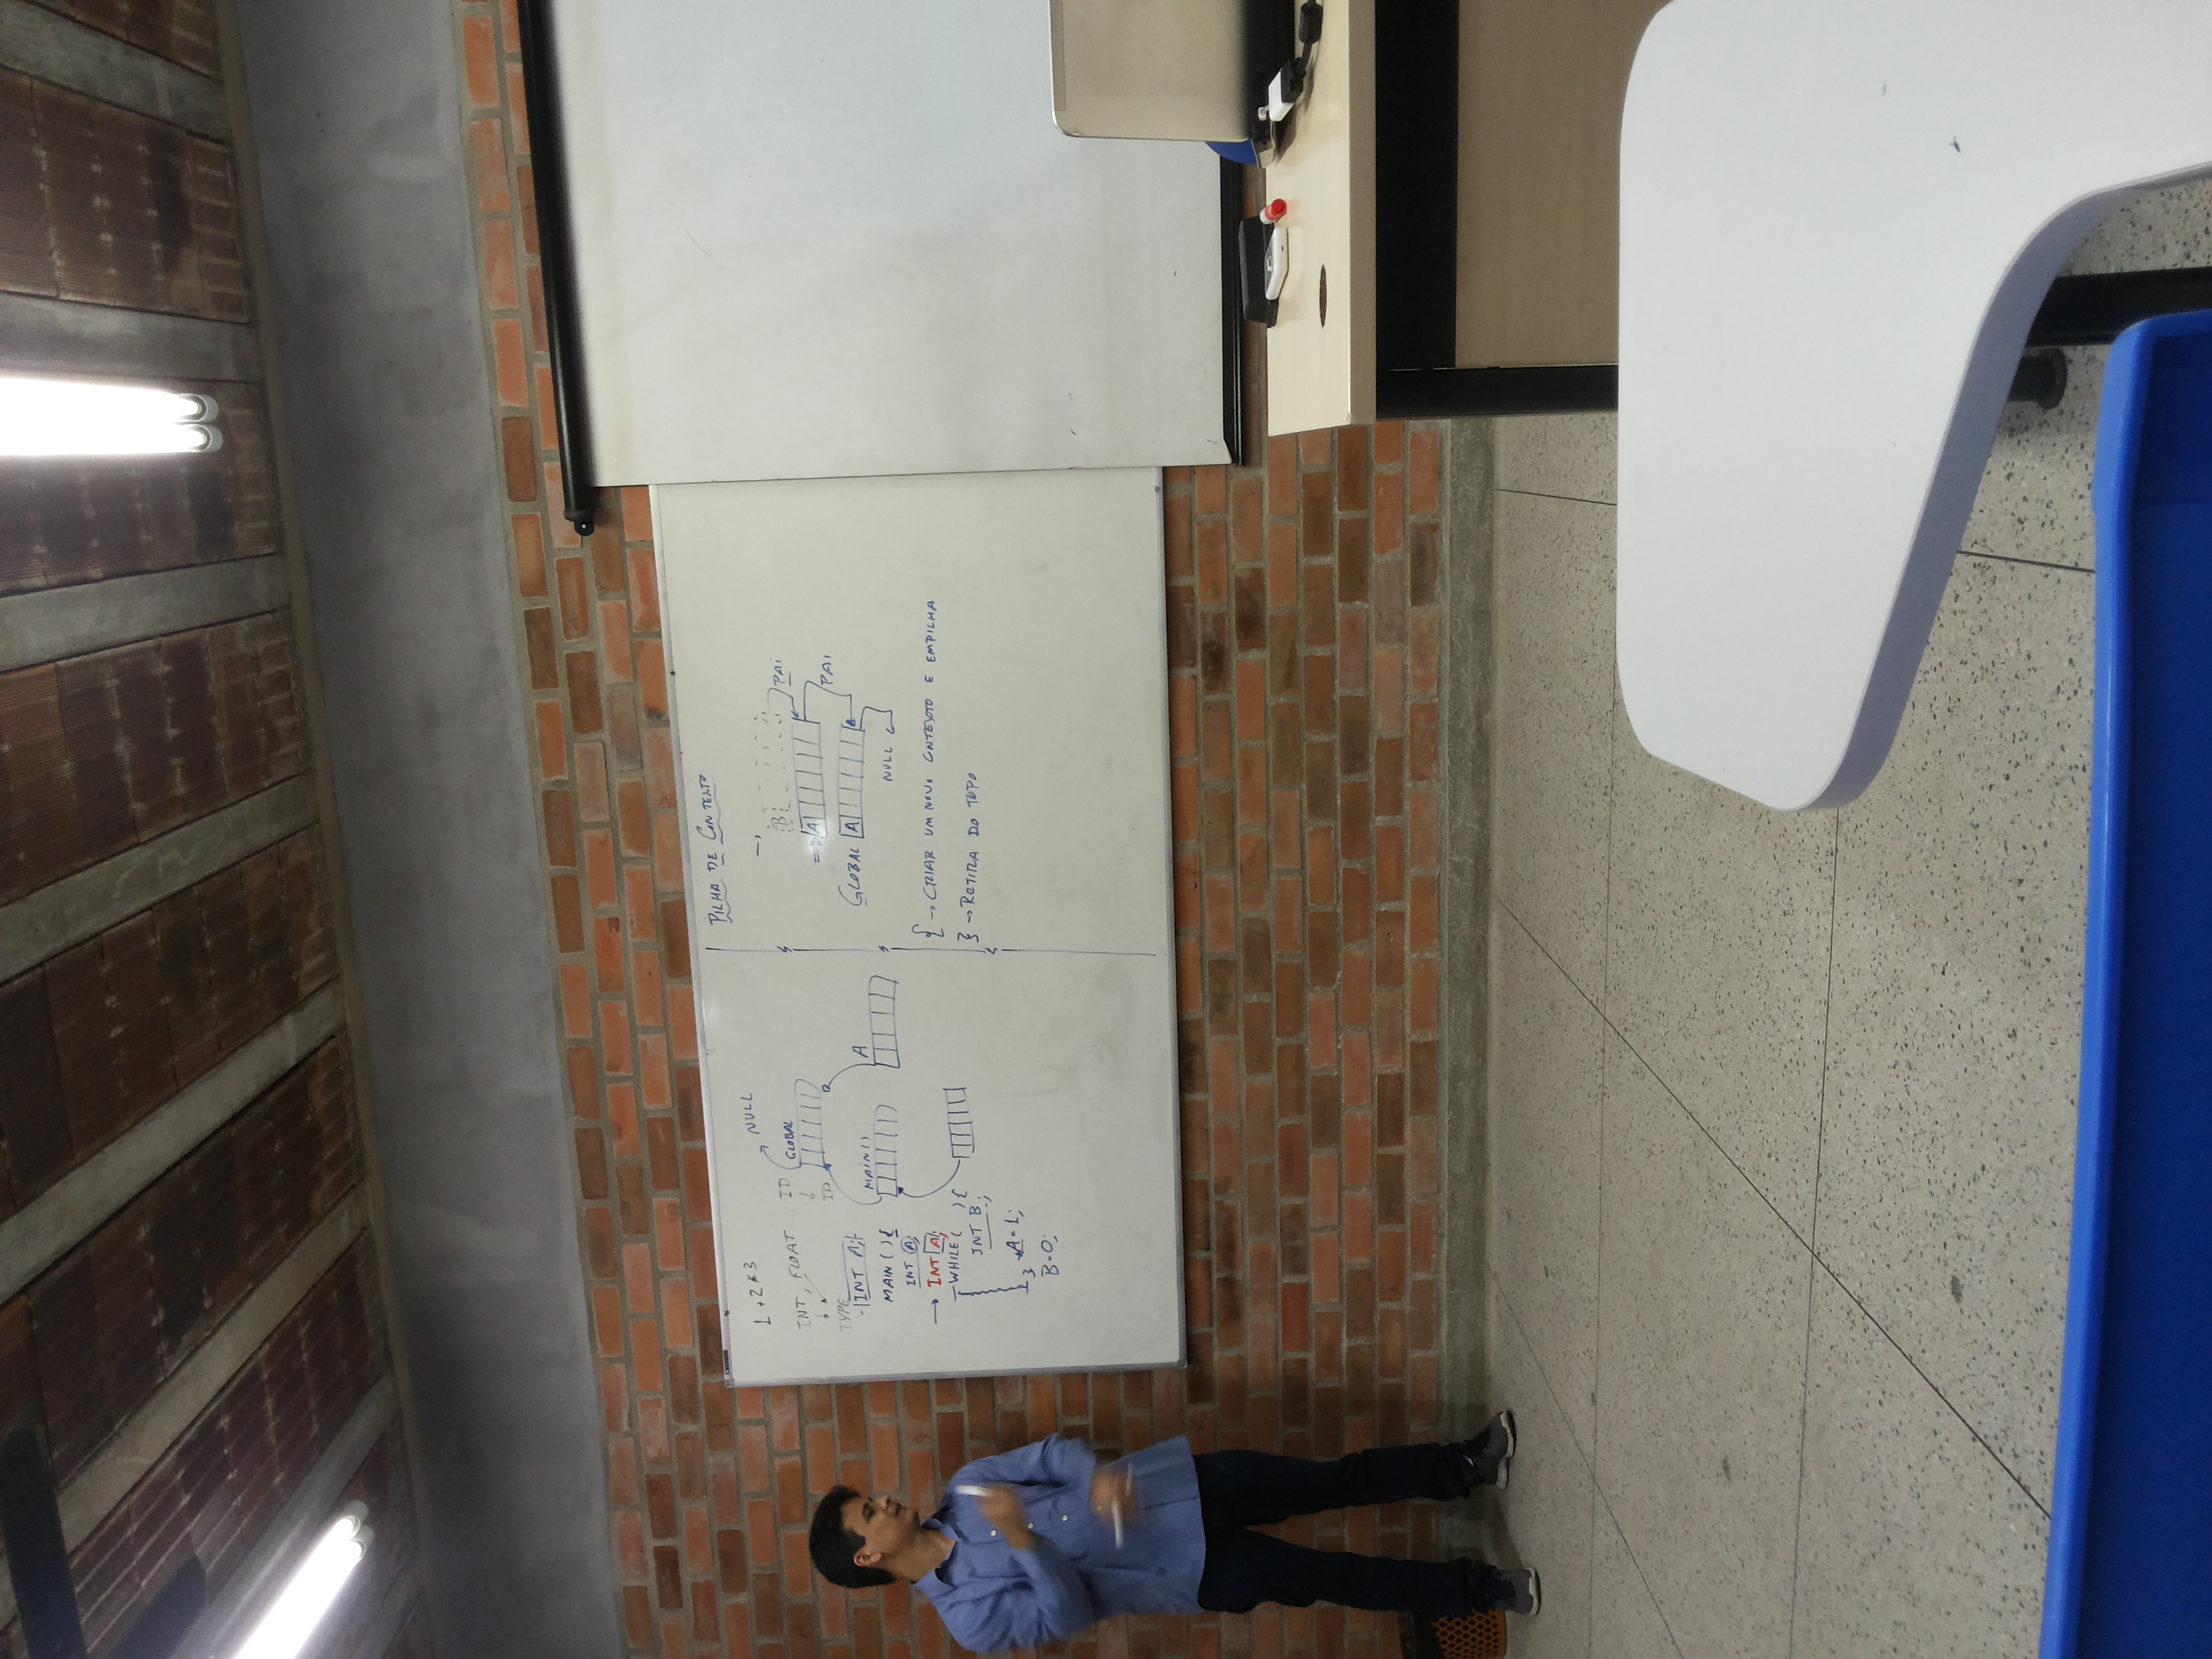 1 + 2 * 3
INT, FLOAT
TYPE
INT A;
MAIN () {
INT A;
INT A;
WHILE ( ) {
INT B;
A = 1;
}
B = 0;
NULL
ID
GLOBAL
ID
MAIN ()
A
PILHA DE CONTEXTO
B
PAI
A
PAI
GLOBAL A
NULL
{ → CRIAR UM NOVO CONTEXTO E EMPILHA
} → RETIRA DO TOPO